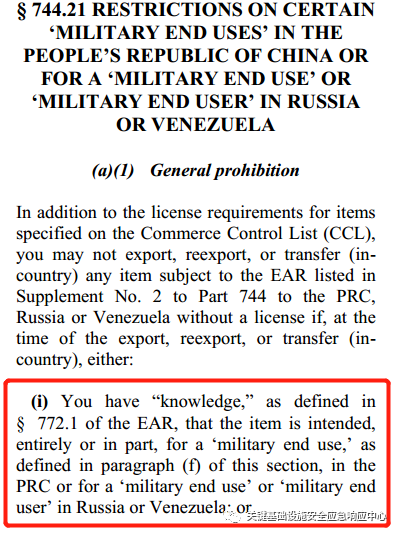 § 744.21 RESTRICTIONS ON CERTAIN
‘MILITARY END USES’ IN THE
PEOPLE’S REPUBLIC OF CHINA OR
FOR A ‘MILITARY END USE’ OR
‘MILITARY END USER’ IN RUSSIA
OR VENEZUELA
(a)(1) General prohibition
In addition to the license requirements for items
specified on the Commerce Control List (CCL),
you may not export, reexport, or transfer (in-
country) any item subject to the EAR listed in
Supplement No. 2 to Part 744 to the PRC,
Russia or Venezuela without a license if, at the
time of the export, reexport, or transfer (in-
country), either:
(i) You have “knowledge,” as defined in
§ 772.1 of the EAR, that the item is intended,
entirely or in part, for a ‘military end use,’ as
defined in paragraph (f) of this section, in the
PRC or for a ‘military end use’ or ‘military end
user’ in Russia or Venezuela; or
关键基础设施安全应急响应中心